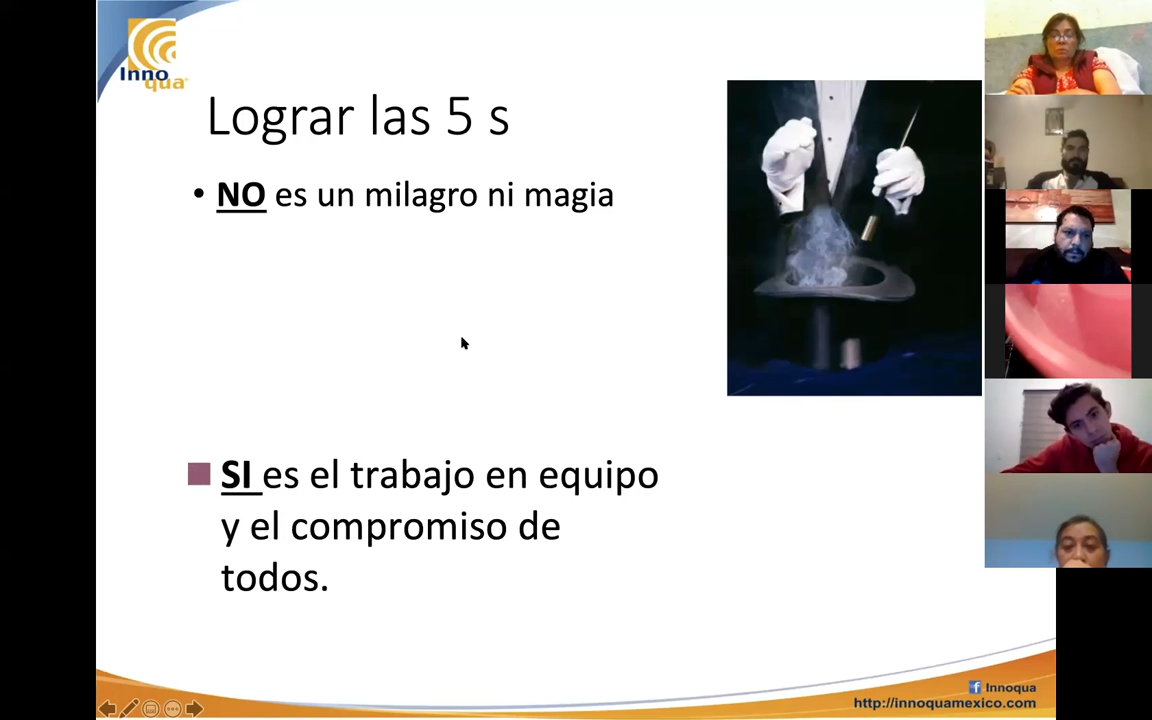 Inno
qua
Lograr las 5 s
• NO es un milagro ni magia
SI es el trabajo en equipo
y el compromiso de
todos.
Innoqua
http://innoquamexico.com